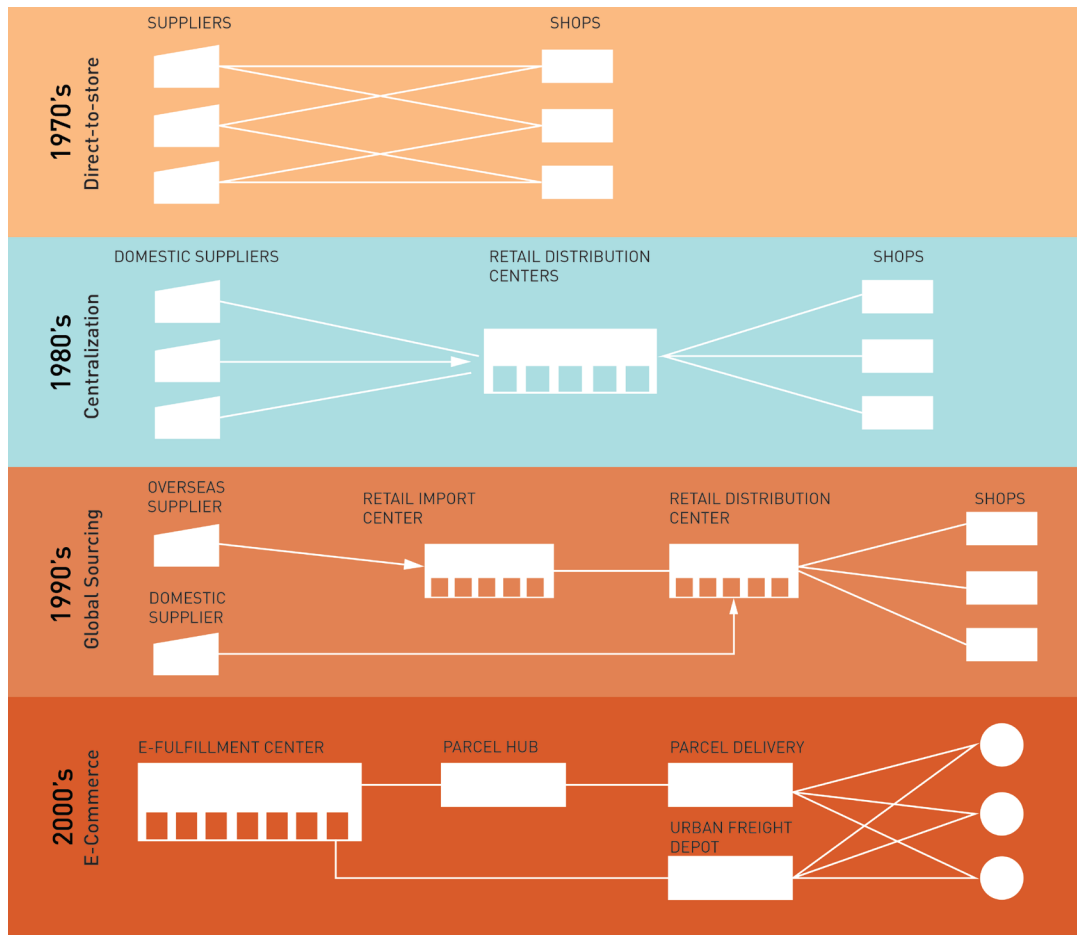 SUPPLIERS
SHOPS
1970's
Direct-to-store
DOMESTIC SUPPLIERS
RETAIL DISTRIBUTION
CENTERS
SHOPS
1980's
Centralization
OVERSEAS
SUPPLIER
RETAIL IMPORT
CENTER
RETAIL DISTRIBUTION
CENTER
SHOPS
DOMESTIC
SUPPLIER
1990's
Global Sourcing
E-FULFILLMENT CENTER
PARCEL HUB
PARCEL DELIVERY
URBAN FREIGHT
DEPOT
2000's
E-Commerce